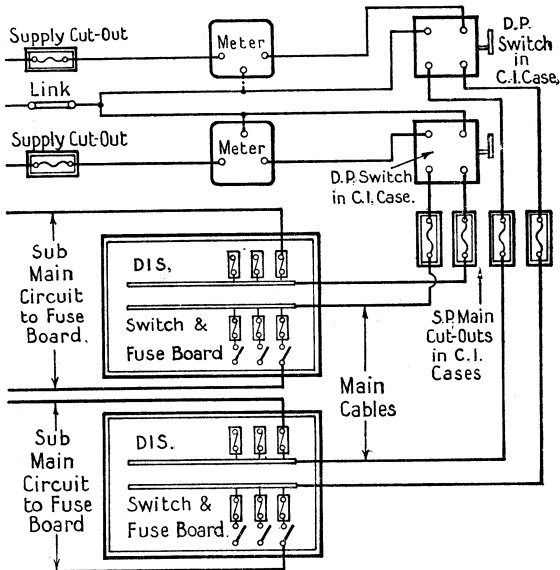 Supply Cut-Out
Meter
D.P.
Switch
in
C.I.Case,
Link
Supply Cut-Out
Meter
D.P. Switch
in C.I. Case.
Sub
Main
Circuit
to Fuse
Board.
DIS,
Switch &
Fuse Board
S.P. Main
Cut-Outs
in C.I.
Cases
Main
Cables
Sub
Main
Circuit
to Fuse
Board
DIS.
Switch &
Fuse Board.